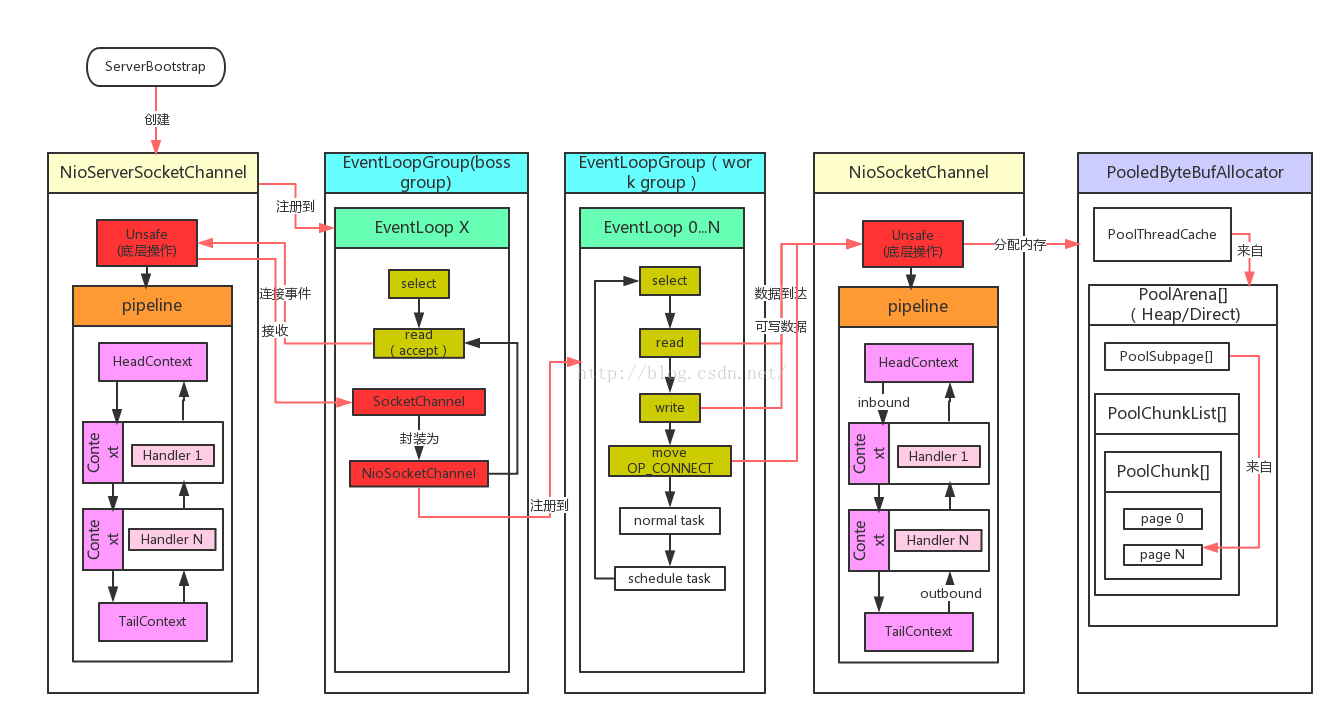 ServerBootstrap
创建
NioServerSocketChannel
Unsafe
(底层操作)
pipeline
HeadContext
Conte
xt
Handler 1
Conte
xt
Handler N
TailContext
注册到
连接事件
接收
EventLoopGroup(boss
group)
EventLoop X
select
read
（accept）
SocketChannel
封装为
NioSocketChannel
注册到
EventLoopGroup（wor
k group）
EventLoop 0...N
select
read
write
move
OP_CONNECT
normal task
schedule task
数据到达
可写数据
http://blog.csdn.net/
NioSocketChannel
Unsafe
(底层操作)
pipeline
HeadContext
inbound
Conte
xt
Handler 1
Conte
xt
Handler N
outbound
TailContext
分配内存
PooledByteBufAllocator
PoolThreadCache
来自
PoolArena[]
（Heap/Direct)
PoolSubpage[]
PoolChunkList[]
PoolChunk[]
来自
page 0
page N